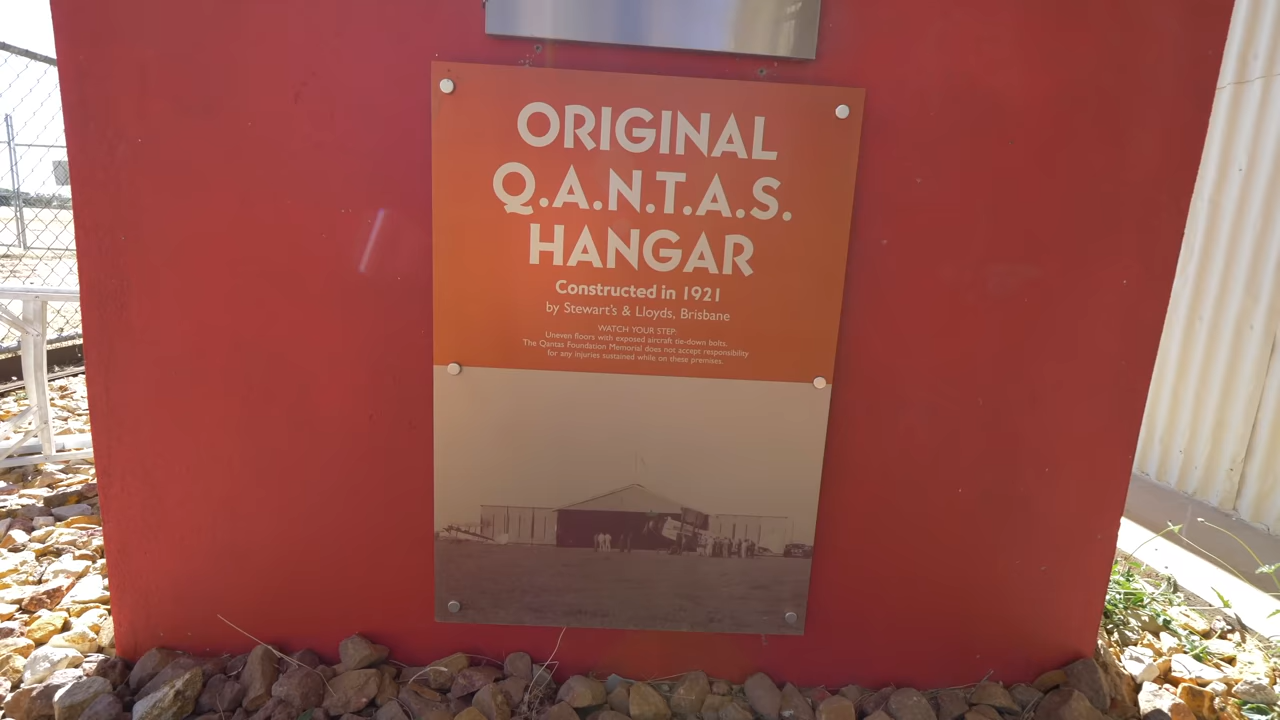 ORIGINAL
Q.A.N.T.A.S.
HANGAR
Constructed in 1921
by Stewart's & Lloyds, Brisbane
WATCH YOUR STEP:
Uneven floors with exposed aircraft tie-down bolts.
The Qantas Foundation Memorial does not accept responsibility
for any injuries sustained while on these premises.